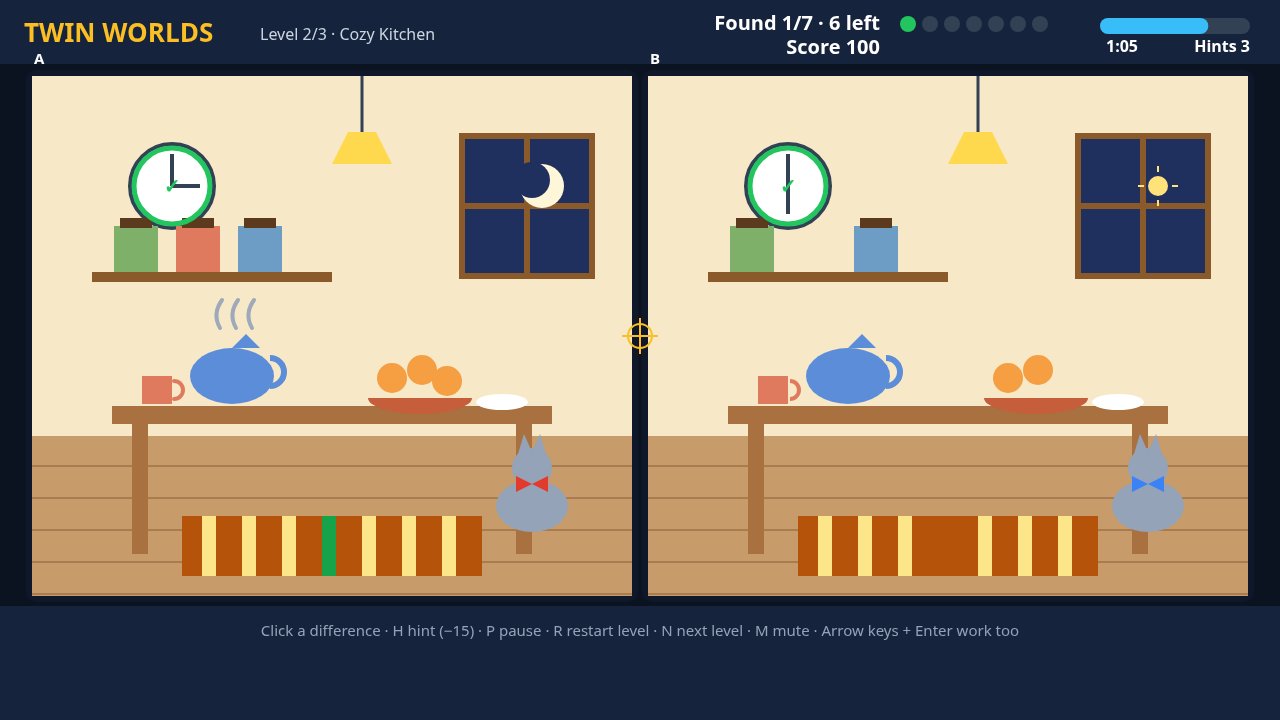 TWIN WORLDS
Level 2/3 · Cozy Kitchen
Found 1/7 · 6 left
Score 100
1:05
Hints 3
A
B
Click a difference · H hint (−15) · P pause · R restart level · N next level · M mute · Arrow keys + Enter work too